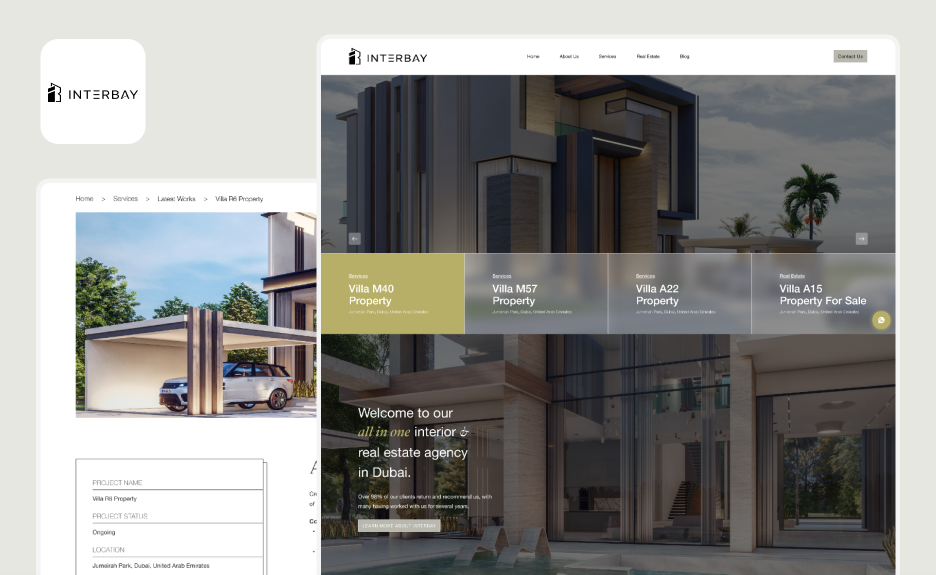 INTERBAY
Home > Services > Latest Works > Villa R6 Property
PROJECT NAME
Villa R6 Property
PROJECT STATUS
Ongoing
LOCATION
Jumeirah Park, Dubai, United Arab Emirates
A
of
INTERBAY
Home About Us Services Real Estate Blog
Contact Us
Services
Villa M40
Property
Jumeirah Park, Dubai, United Arab Emirates
Services
Villa M57
Property
Jumeirah Park, Dubai, United Arab Emirates
Services
Villa A22
Property
Jumeirah Park, Dubai, United Arab Emirates
Real Estate
Villa A15
Property For Sale
Jumeirah Park, Dubai, United Arab Emirates
Welcome to our
all in one interior &
real estate agency
in Dubai.
Over 98% of our clients return and recommend us, with
many having worked with us for several years.
LEARN MORE ABOUT INTERBAY